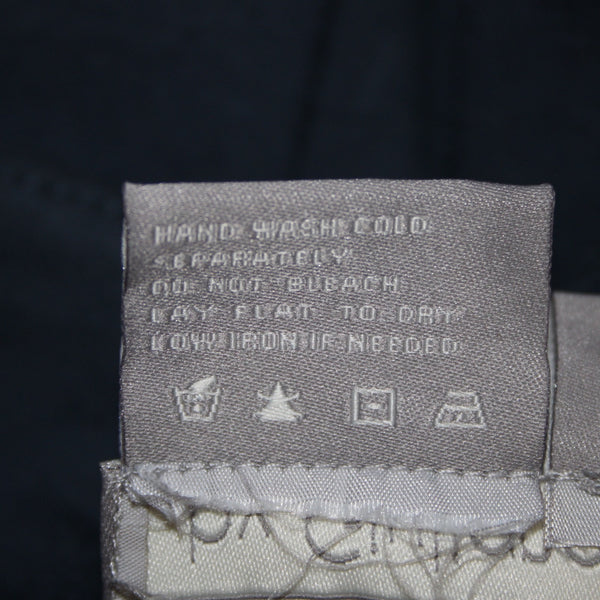 HAND WASH COLD
SEPARATELY
DO NOT BLEACH
LAY FLAT TO DRY
LOW IRON IF NEEDED